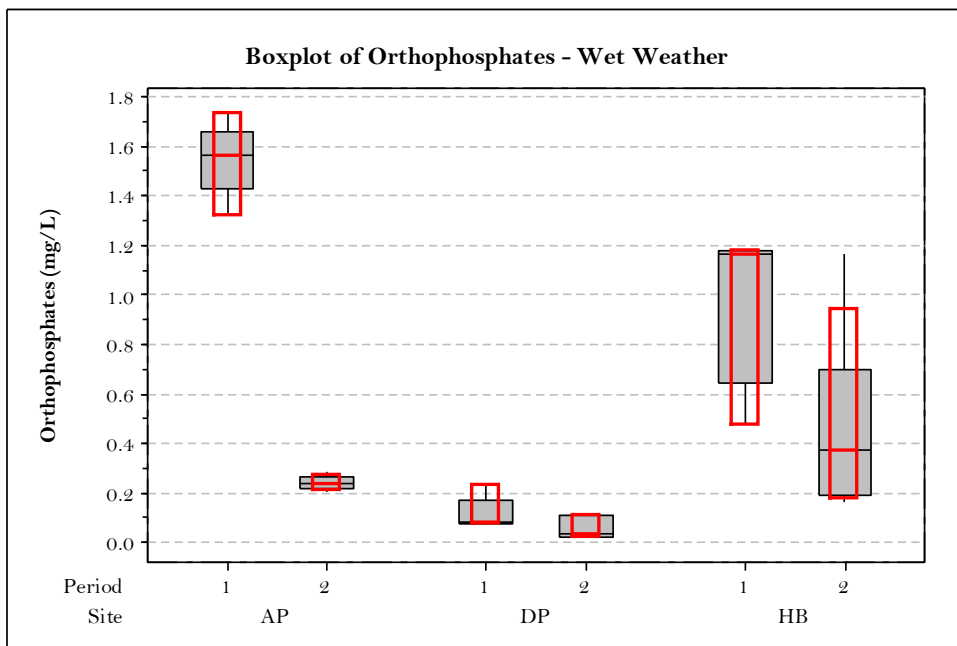 Boxplot of Orthophosphates - Wet Weather
Orthophosphates (mg/L)
1.8
1.6
1.4
1.2
1.0
0.8
0.6
0.4
0.2
0.0
Period 1 2 1 2 1 2
Site AP DP HB